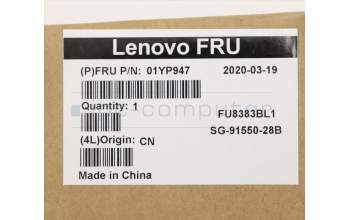 Lenovo FRU
(P)FRU P/N: 01YP947 2020-03-19
Quantity: 1 FU8383BL1
SG-91550-28B
(4L)Origin: CN
Made in China